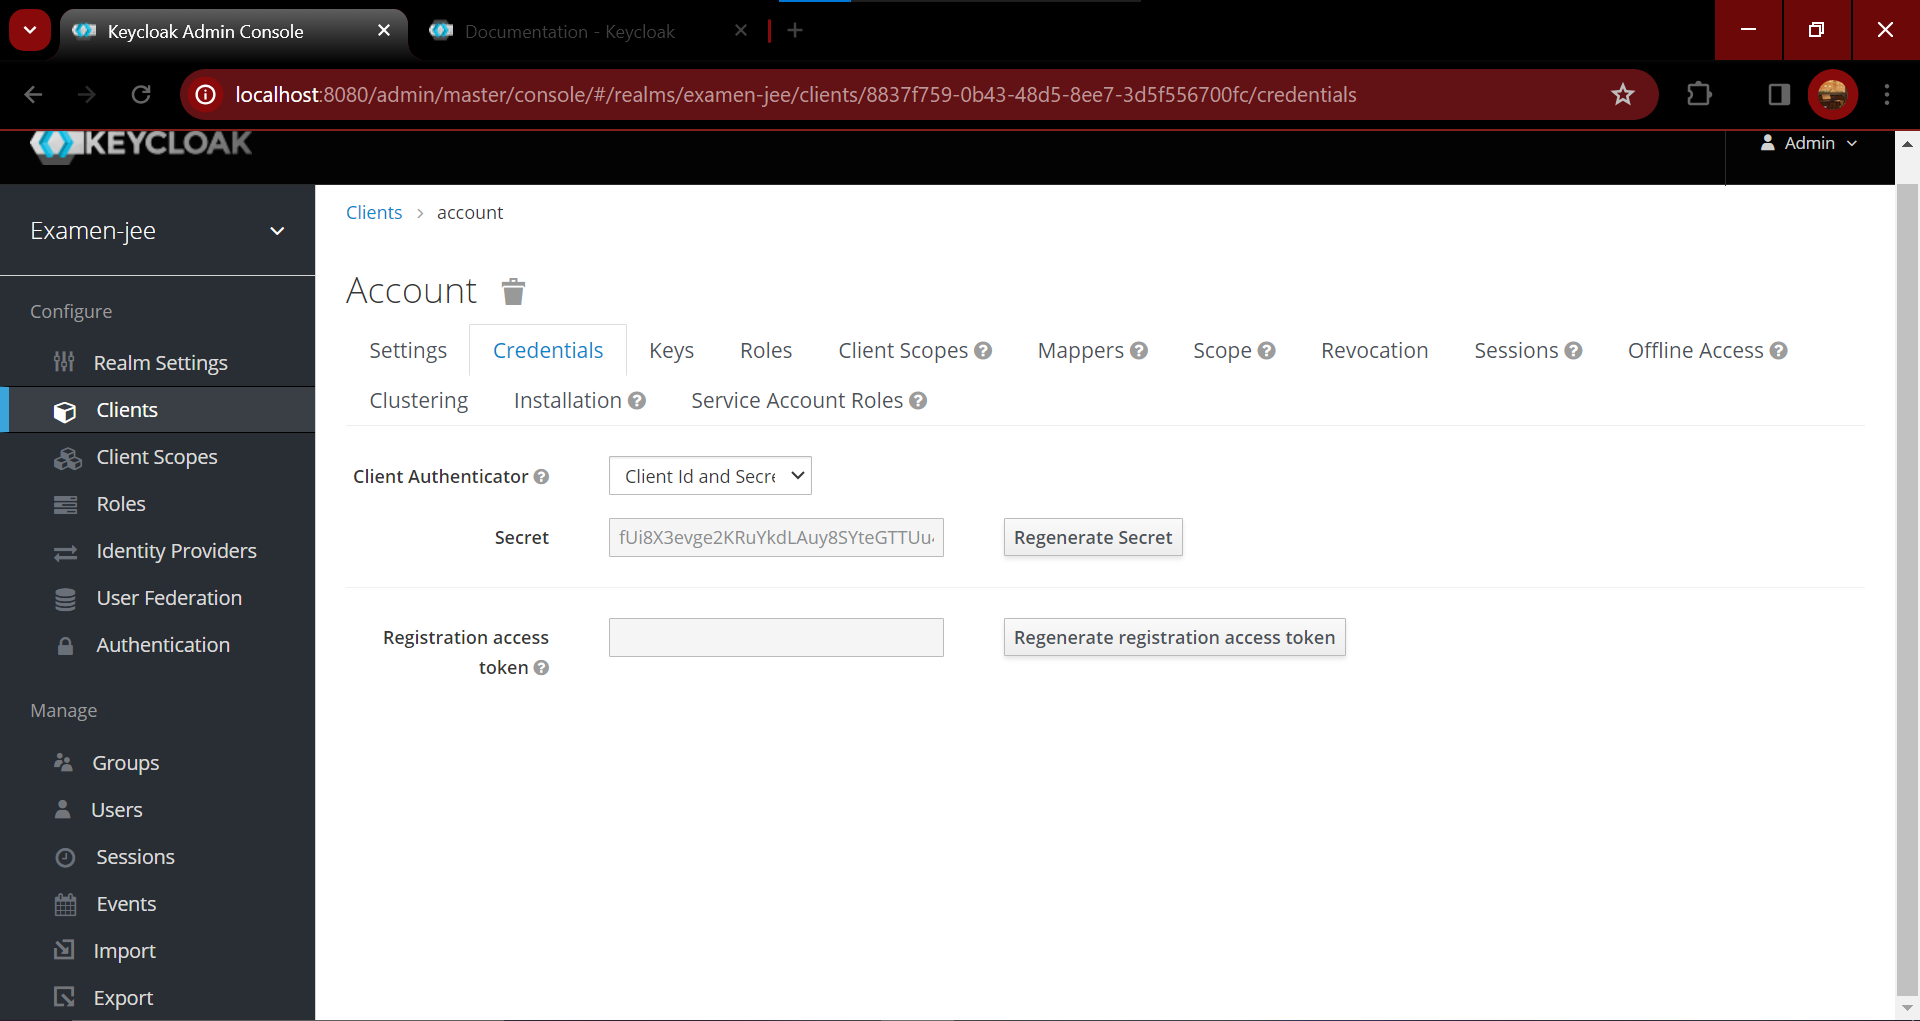 Keycloak Admin Console
Documentation - Keycloak
localhost:8080/admin/master/console/#/realms/examen-jee/clients/8837f759-0b43-48d5-8ee7-3d5f556700fc/credentials
KEYCLOAK
Admin
Examen-jee
Configure
Realm Settings
Clients
Client Scopes
Roles
Identity Providers
User Federation
Authentication
Manage
Groups
Users
Sessions
Events
Import
Export
Clients > account
Account
Settings Credentials Keys Roles Client Scopes Mappers Scope Revocation Sessions Offline Access
Clustering Installation Service Account Roles
Client Authenticator Client Id and Secre
Secret fUi8X3evge2KRuYkdLAuy8SYteGTTUu Regenerate Secret
Registration access Regenerate registration access token
token